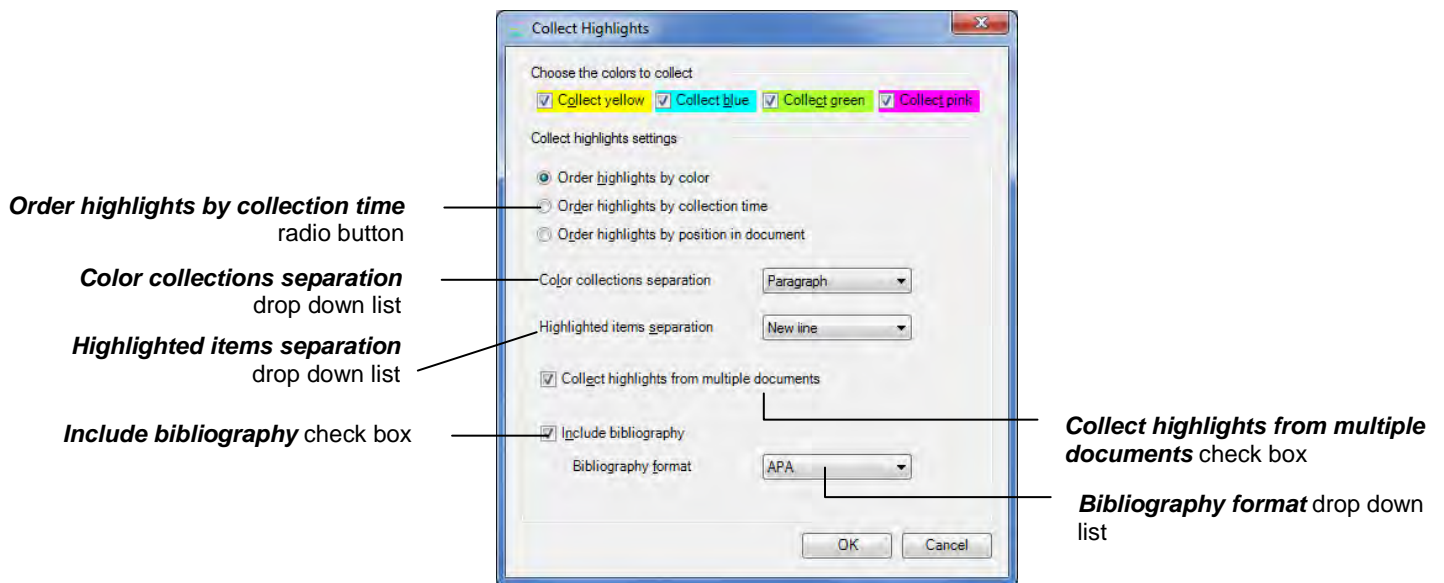 Collect Highlights
Choose the colors to collect
Collect yellow Collect blue Collect green Collect pink
Collect highlights settings
Order highlights by color
Order highlights by collection time
radio button
Order highlights by collection time
Order highlights by position in document
Color collections separation
drop down list
Color collections separation Paragraph
Highlighted items separation
drop down list
Highlighted items separation New line
Collect highlights from multiple documents
Include bibliography check box
Include bibliography
Bibliography format APA
Collect highlights from multiple
documents check box
Bibliography format drop down
list
OK Cancel